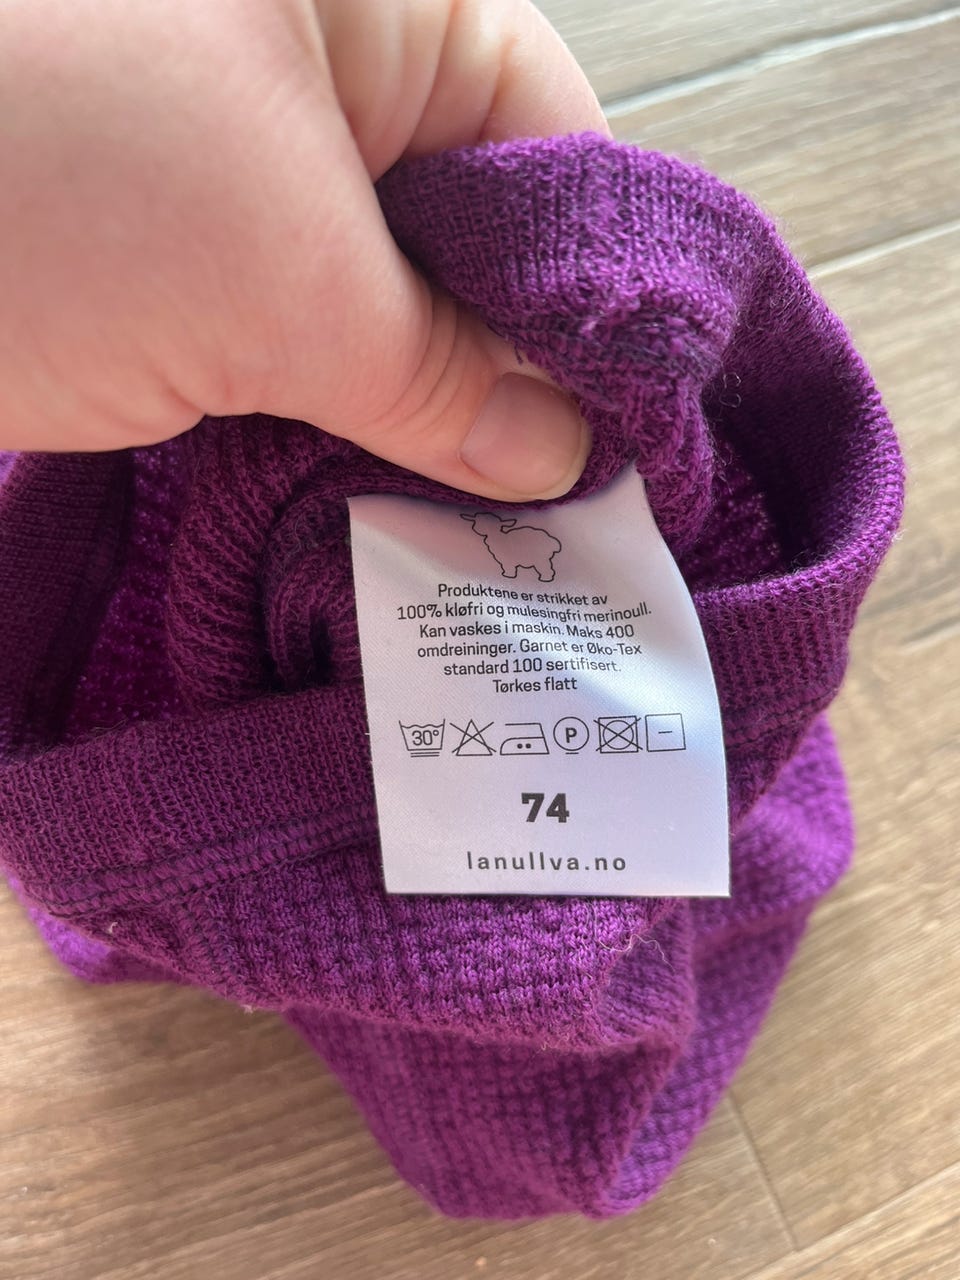 Produktene er strikket av
100% kløfri og mulesingfri merinoull.
Kan vaskes i maskin. Maks 400
omdreininger. Garnet er Øko-Tex
standard 100 sertifisert.
Tørkes flatt
30° P
74
lanullva.no